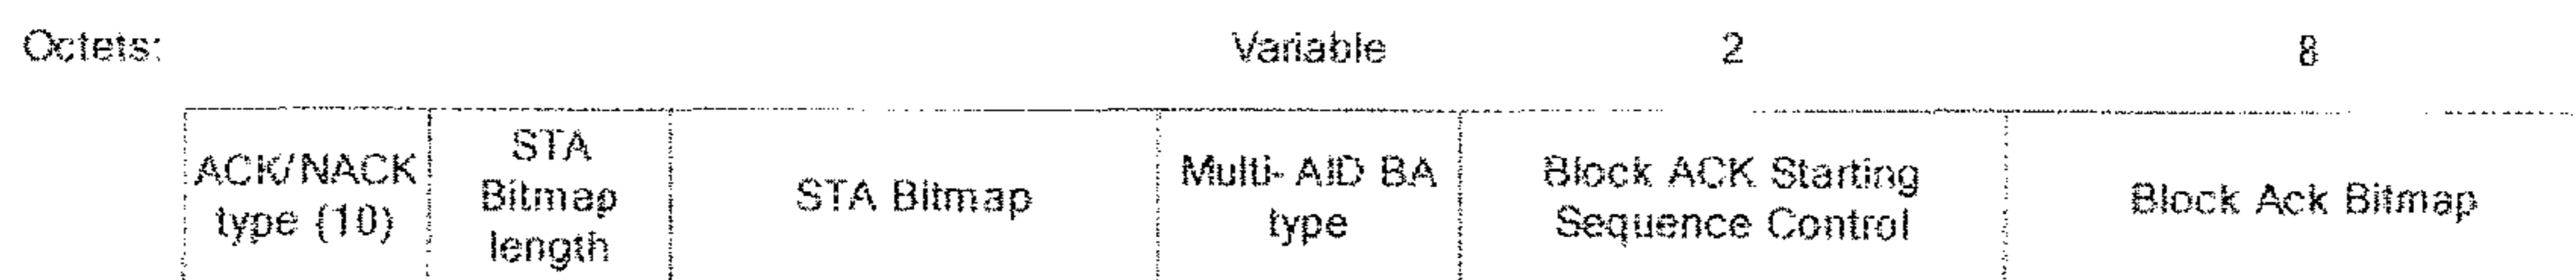 Octets: Variable 2 8
ACK/NACK
type (10)
STA
Bitmap
length
STA Bitmap
Multi- AID BA
type
Block ACK Starting
Sequence Control
Block Ack Bitmap